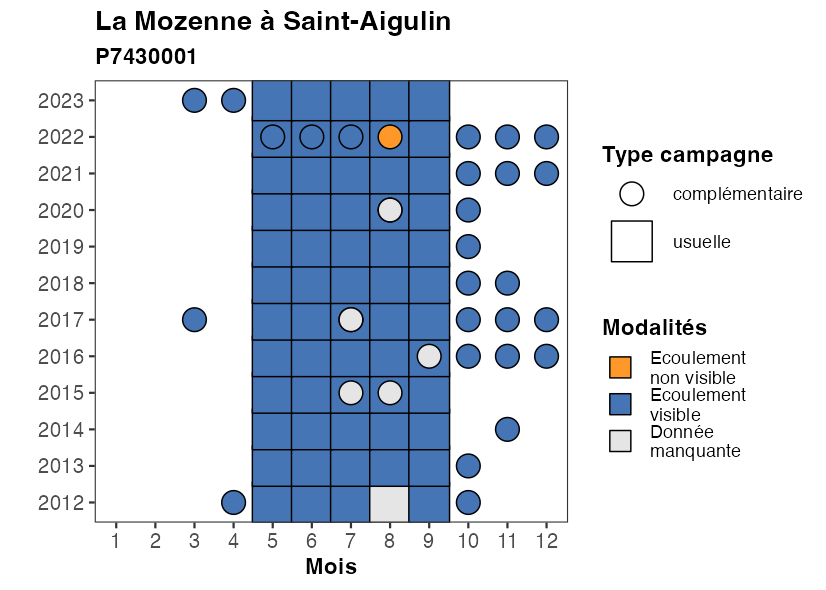 La Mozenne à Saint-Aigulin
P7430001
2023
2022
2021
2020
2019
2018
2017
2016
2015
2014
2013
2012
1 2 3 4 5 6 7 8 9 10 11 12
Mois
Type campagne
complémentaire
usuelle
Modalités
Ecoulement
non visible
Ecoulement
visible
Donnée
manquante